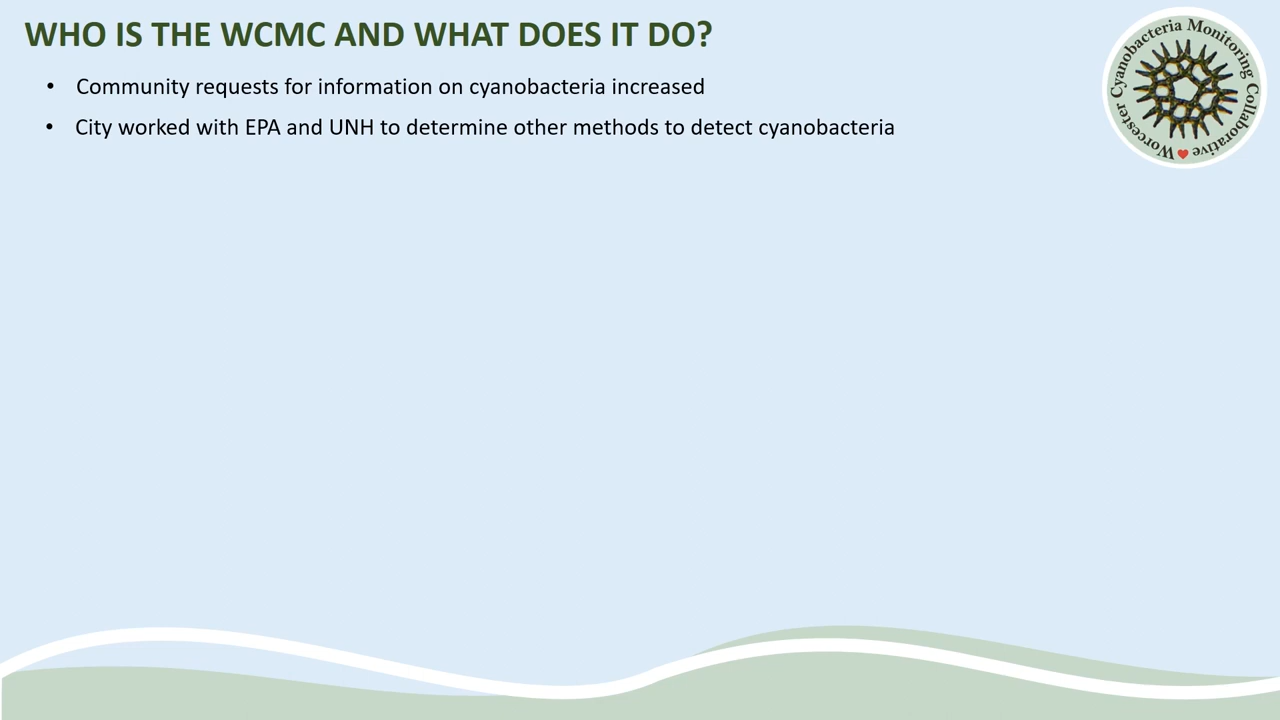 WHO IS THE WCMC AND WHAT DOES IT DO?
• Community requests for information on cyanobacteria increased
• City worked with EPA and UNH to determine other methods to detect cyanobacteria
Worcester Cyanobacteria Monitoring Collaborative